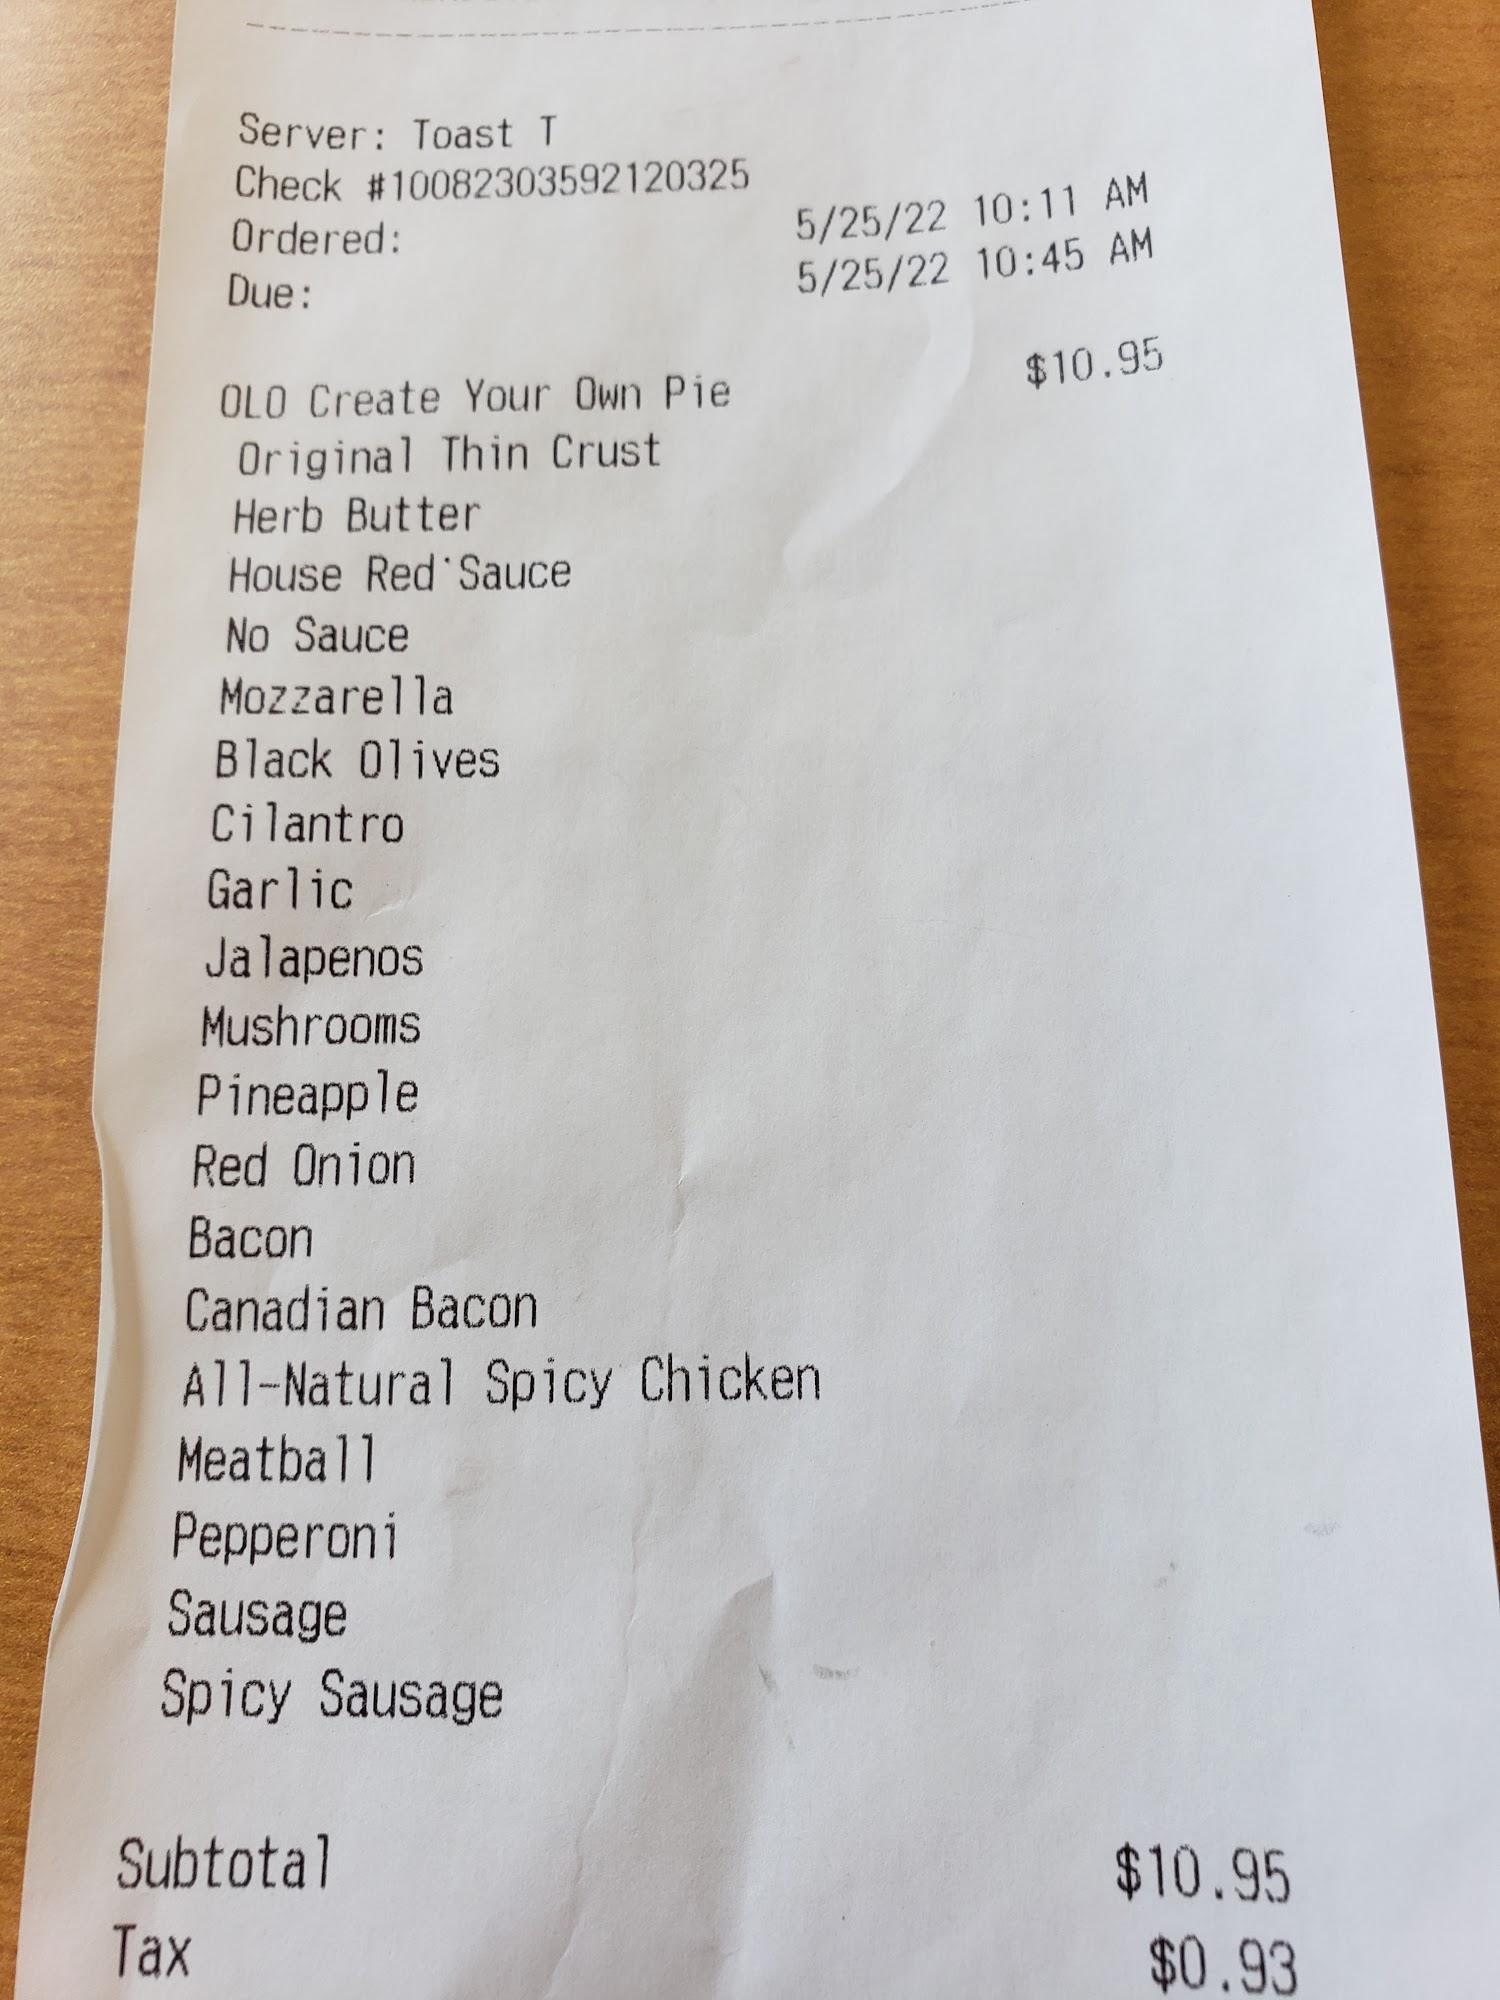 Server: Toast T
Check #10082303592120325
Ordered: 5/25/22 10:11 AM
Due: 5/25/22 10:45 AM
OLO Create Your Own Pie $10.95
Original Thin Crust
Herb Butter
House Red Sauce
No Sauce
Mozzarella
Black Olives
Cilantro
Garlic
Jalapenos
Mushrooms
Pineapple
Red Onion
Bacon
Canadian Bacon
All-Natural Spicy Chicken
Meatball
Pepperoni
Sausage
Spicy Sausage
Subtotal $10.95
Tax $0.93